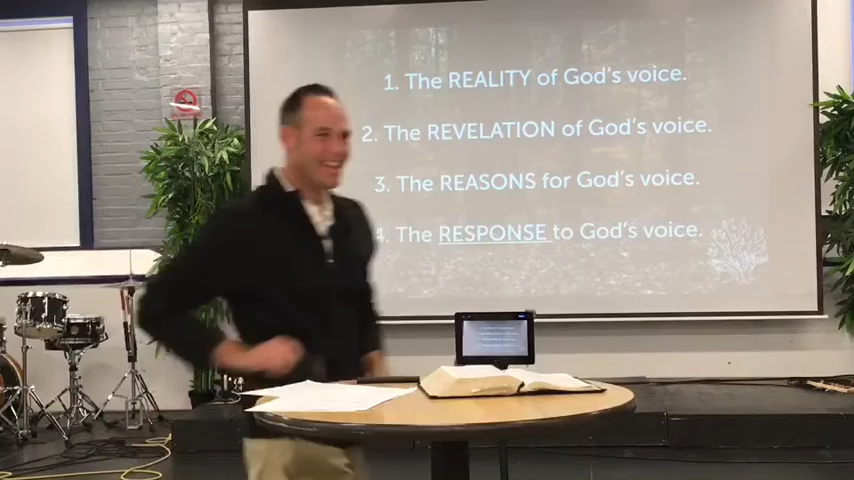 1. The REALITY of God's voice.
2. The REVELATION of God's voice.
3. The REASONS for God's voice.
4. The RESPONSE to God's voice.